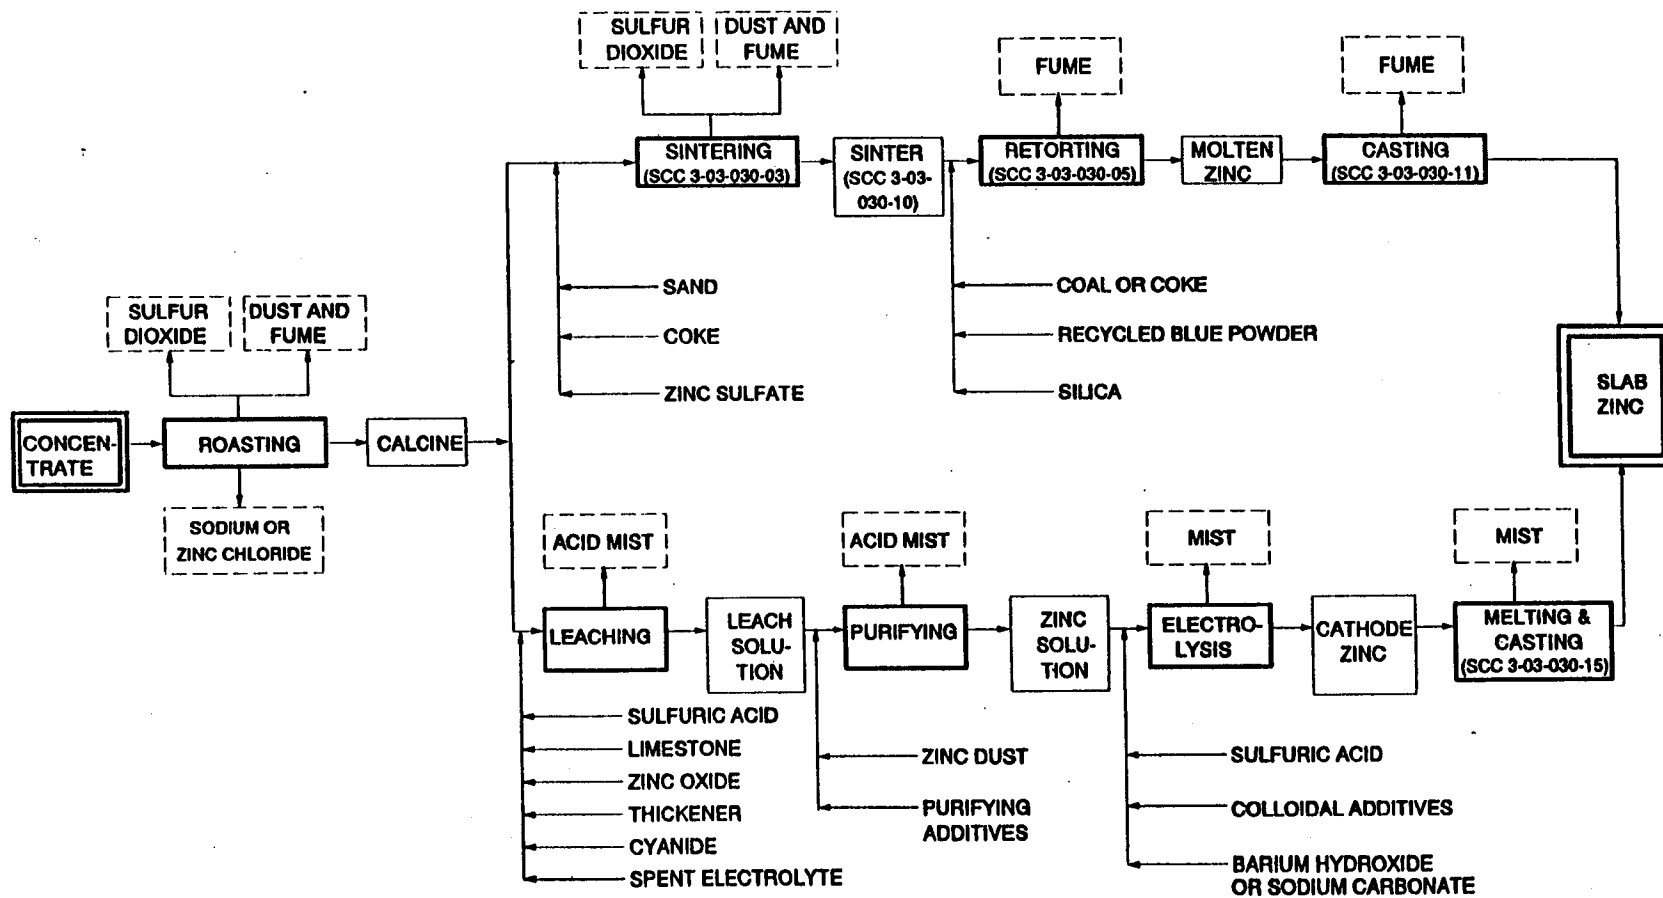 SULFUR
DIOXIDE
DUST AND
FUME
FUME
FUME
SINTERING
(SCC 3-03-030-03)
SINTER
(SCC 3-03-
030-10)
RETORTING
(SCC 3-03-030-05)
MOLTEN
ZINC
CASTING
(SCC 3-03-030-11)
SAND
COKE
ZINC SULFATE
COAL OR COKE
RECYCLED BLUE POWDER
SILICA
SULFUR
DIOXIDE
DUST AND
FUME
CONCEN-
TRATE
ROASTING
CALCINE
SLAB
ZINC
SODIUM OR
ZINC CHLORIDE
ACID MIST
ACID MIST
MIST
MIST
LEACHING
LEACH
SOLU-
TION
PURIFYING
ZINC
SOLU-
TION
ELECTRO-
LYSIS
CATHODE
ZINC
MELTING &
CASTING
(SCC 3-03-030-15)
SULFURIC ACID
LIMESTONE
ZINC OXIDE
THICKENER
CYANIDE
SPENT ELECTROLYTE
ZINC DUST
PURIFYING
ADDITIVES
SULFURIC ACID
COLLOIDAL ADDITIVES
BARIUM HYDROXIDE
OR SODIUM CARBONATE